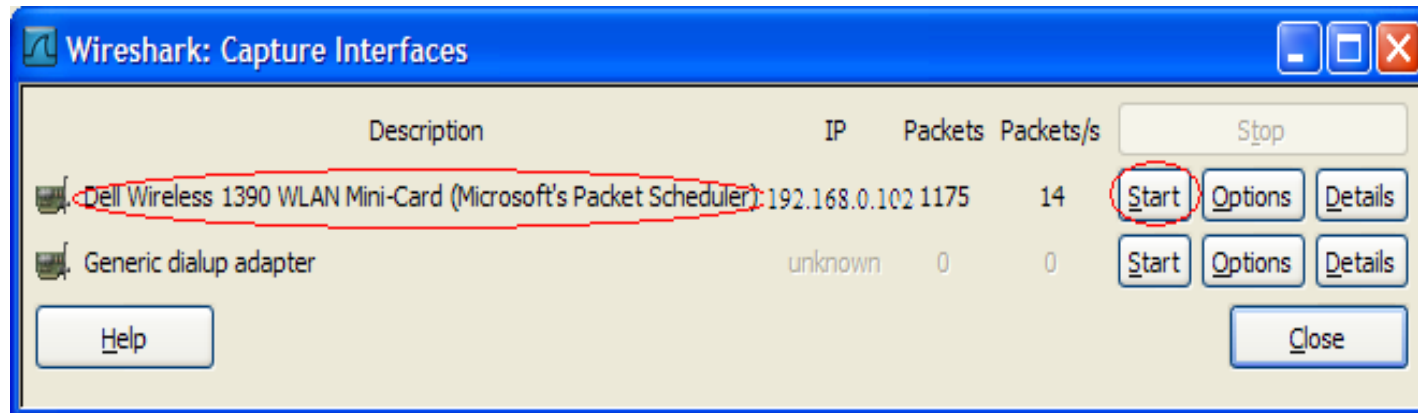 Wireshark: Capture Interfaces
Description IP Packets Packets/s Stop
Dell Wireless 1390 WLAN Mini-Card (Microsoft's Packet Scheduler) 192.168.0.102 1175 14 Start Options Details
Generic dialup adapter unknown 0 0 Start Options Details
Help Close